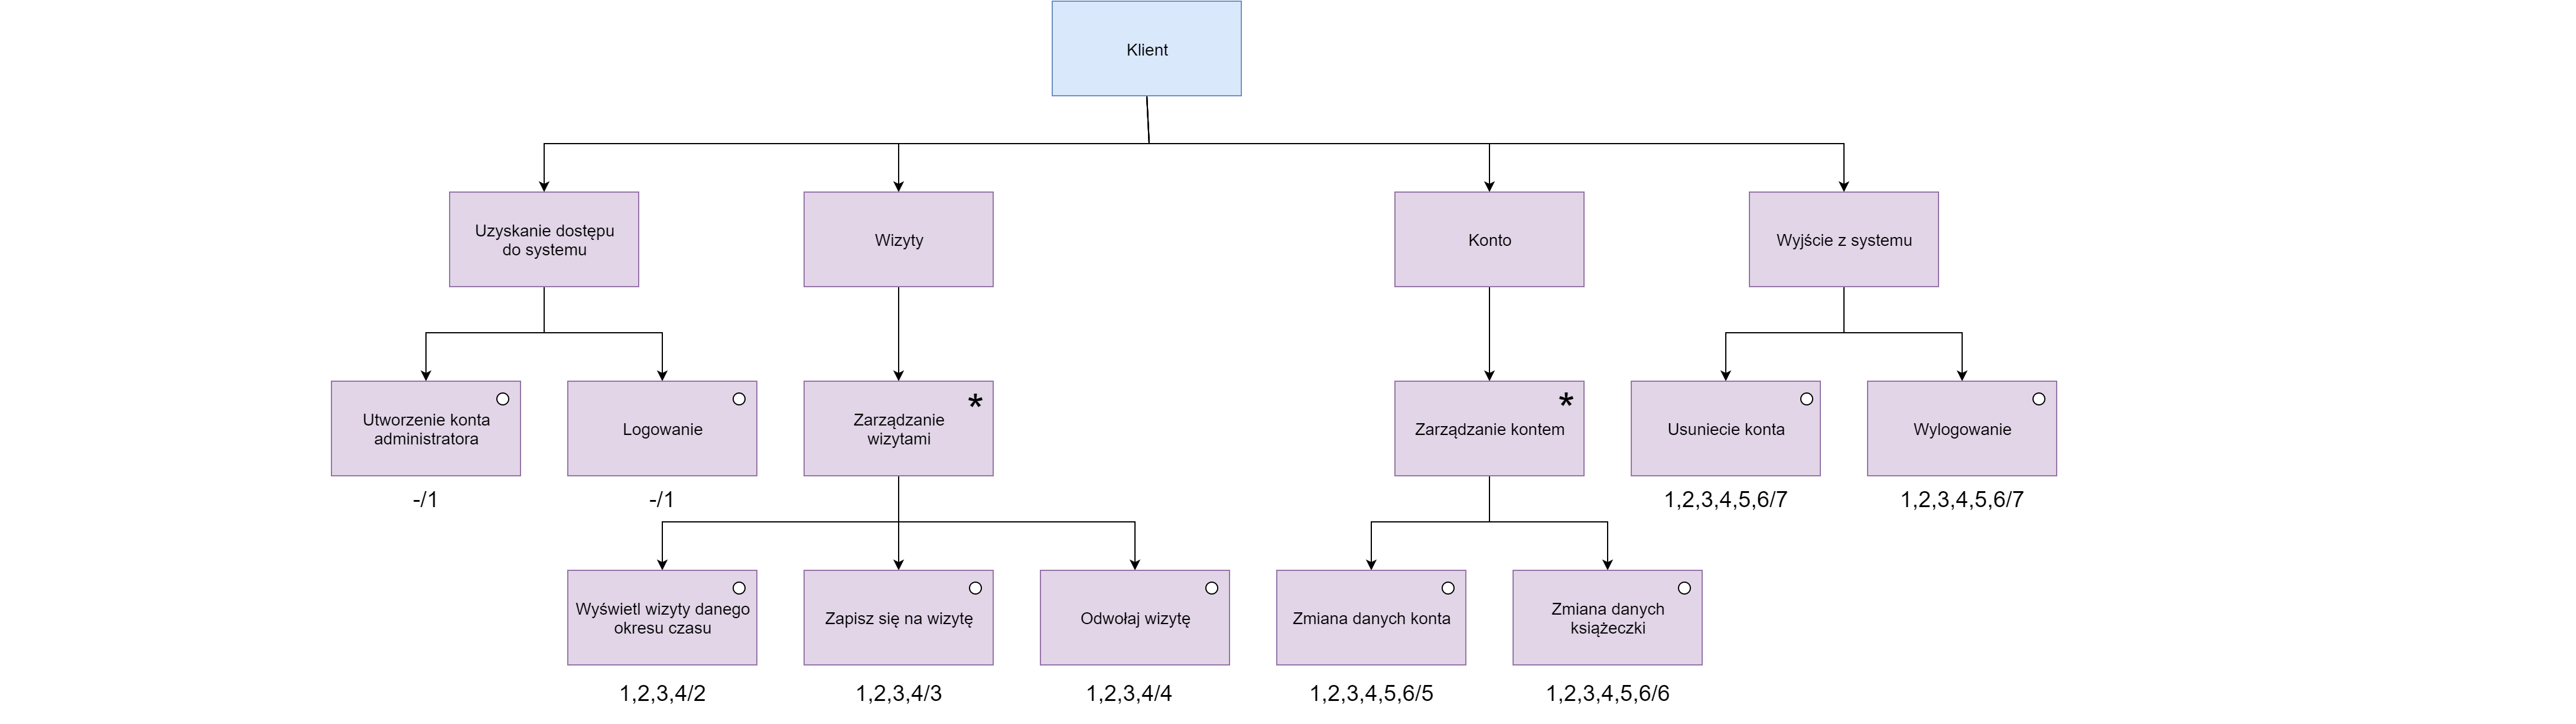 Klient
Uzyskanie dostępu
do systemu
Wizyty
Konto
Wyjście z systemu
Utworzenie konta
administratora
Logowanie
Zarządzanie
wizytami
*
Zarządzanie kontem
*
Usuniecie konta
Wylogowanie
-/1
-/1
1,2,3,4,5,6/7
1,2,3,4,5,6/7
Wyświetl wizyty danego
okresu czasu
Zapisz się na wizytę
Odwołaj wizytę
Zmiana danych konta
Zmiana danych
książeczki
1,2,3,4/2
1,2,3,4/3
1,2,3,4/4
1,2,3,4,5,6/5
1,2,3,4,5,6/6